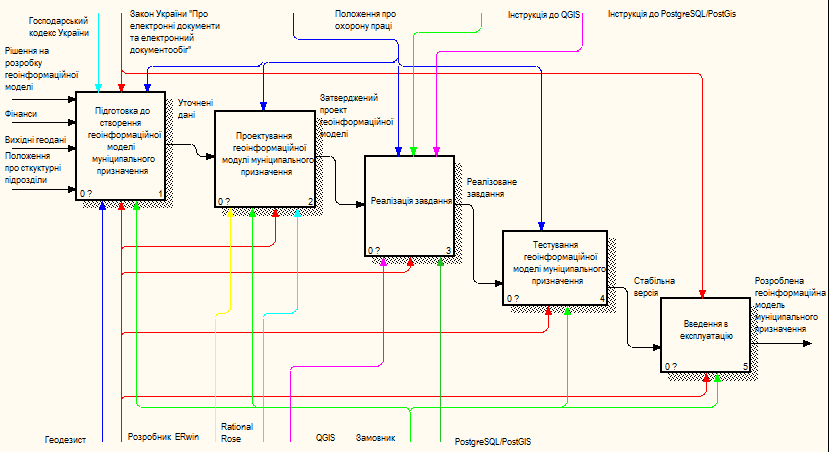 Господарський
кодекс України
Закон України "Про
електронні документи
та електронний
документообіг"
Положення про
охорону праці
Інструкція до QGIS
Інструкція до PostgreSQL/PostGis
Рішення на
розробку
геоінформаційної
моделі
Фінанси
Вихідні геодані
Положення
про сткуктурні
підрозділи
Підготовка до
створення
геоінформаційної
моделі
муніципального
призначення
0 ?
1
Уточнені
дані
Проектування
геоінформаційної
модулі муніципального
призначення
0 ?
2
Затверджений
проект
геоінформаційної
моделі
Реалізація завдання
0 ?
3
Реалізоване
завдання
Тестування
геоінформаційної
моделі муніципального
призначення
0 ?
4
Стабільна
версія
Введення в
експлуатацію
0 ?
5
Розроблена
геоінформаційна
модель
муніципального
призначення
Геодезист
Розробник
ERwin
Rational
Rose
QGIS
Замовник
PostgreSQL/PostGIS